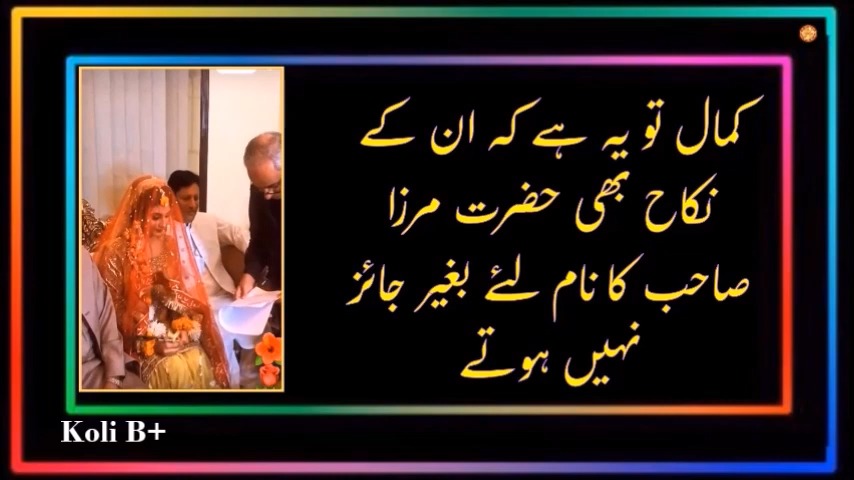 کمال تو یہ ہے کہ ان کے
نکاح بھی حضرت مرزا
صاحب کا نام لئے بغیر جائز
نہیں ہوتے
Koli B+